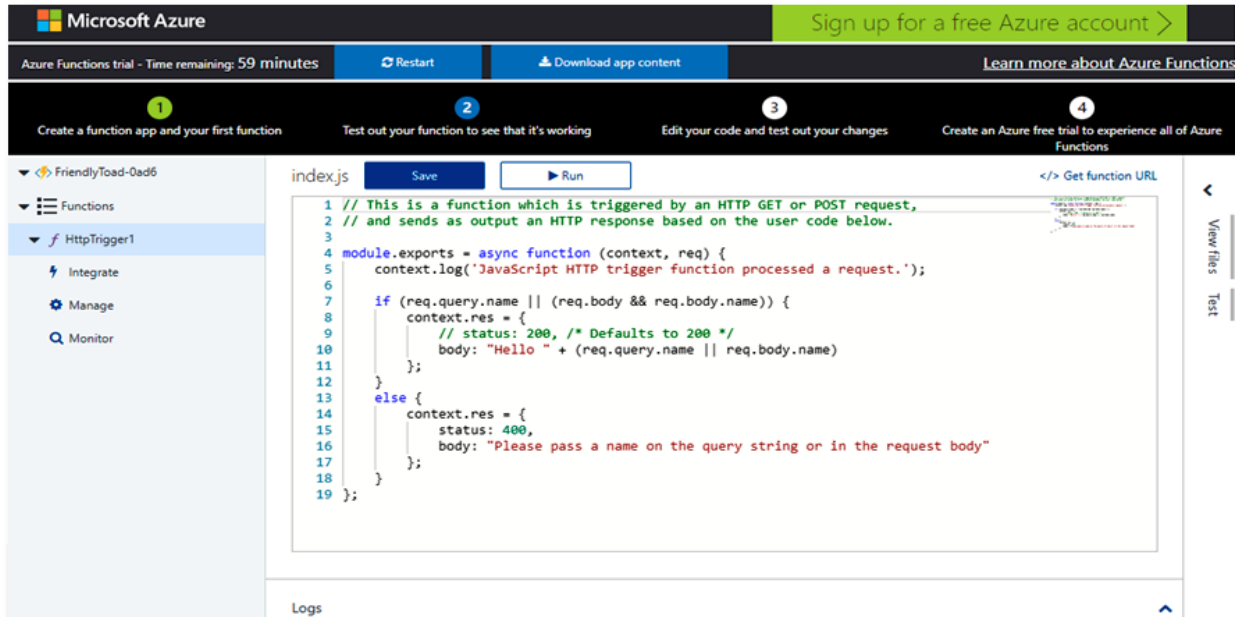 Microsoft Azure
Sign up for a free Azure account >
Azure Functions trial - Time remaining: 59 minutes
Restart
Download app content
Learn more about Azure Functions
1
2
3
4
Create a function app and your first function
Test out your function to see that it's working
Edit your code and test out your changes
Create an Azure free trial to experience all of Azure
Functions
FriendlyToad-0ad6
Functions
f HttpTrigger1
Integrate
Manage
Monitor
index.js
Save
Run
</> Get function URL
1 // This is a function which is triggered by an HTTP GET or POST request,
2 // and sends as output an HTTP response based on the user code below.
3
4 module.exports = async function (context, req) {
5     context.log('JavaScript HTTP trigger function processed a request.');
6
7     if (req.query.name || (req.body && req.body.name)) {
8         context.res = {
9             // status: 200, /* Defaults to 200 */
10             body: "Hello " + (req.query.name || req.body.name)
11         };
12     }
13     else {
14         context.res = {
15             status: 400,
16             body: "Please pass a name on the query string or in the request body"
17         };
18     }
19 };
View files
Test
Logs